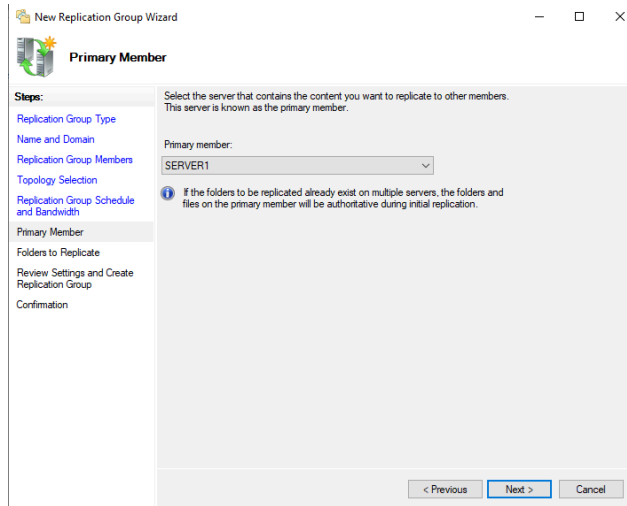 New Replication Group Wizard
Primary Member
Steps:
Replication Group Type
Name and Domain
Replication Group Members
Topology Selection
Replication Group Schedule
and Bandwidth
Primary Member
Folders to Replicate
Review Settings and Create
Replication Group
Confirmation
Select the server that contains the content you want to replicate to other members.
This server is known as the primary member.
Primary member:
SERVER1
If the folders to be replicated already exist on multiple servers, the folders and
files on the primary member will be authoritative during initial replication.
< Previous
Next >
Cancel